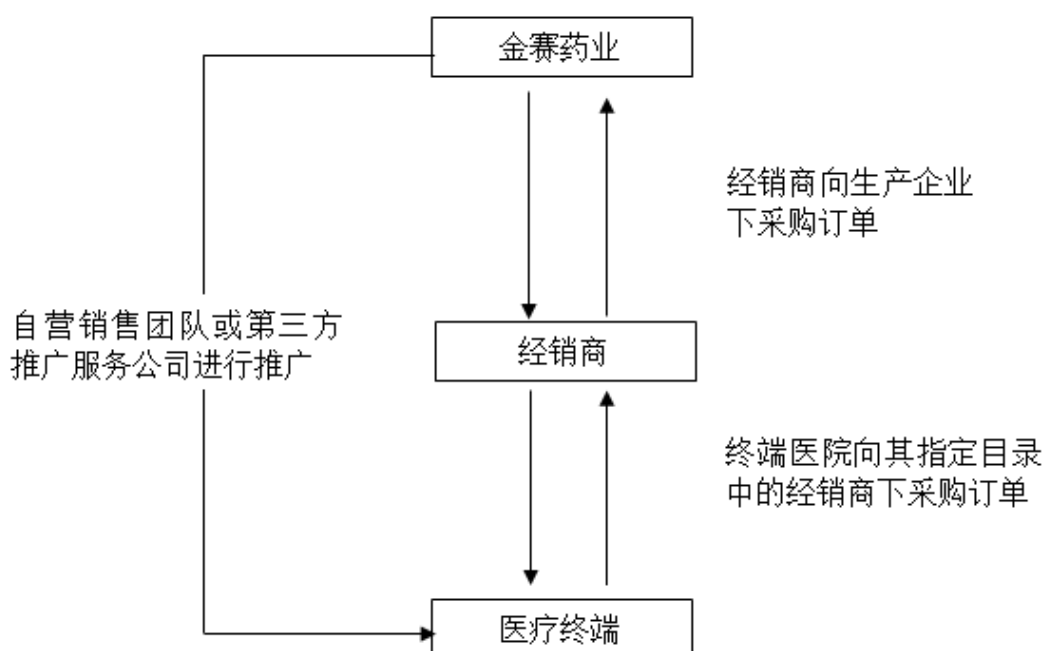 金赛药业
经销商向生产企业
下采购订单
自营销售团队或第三方
推广服务公司进行推广
经销商
终端医院向其指定目录
中的经销商下采购订单
医疗终端